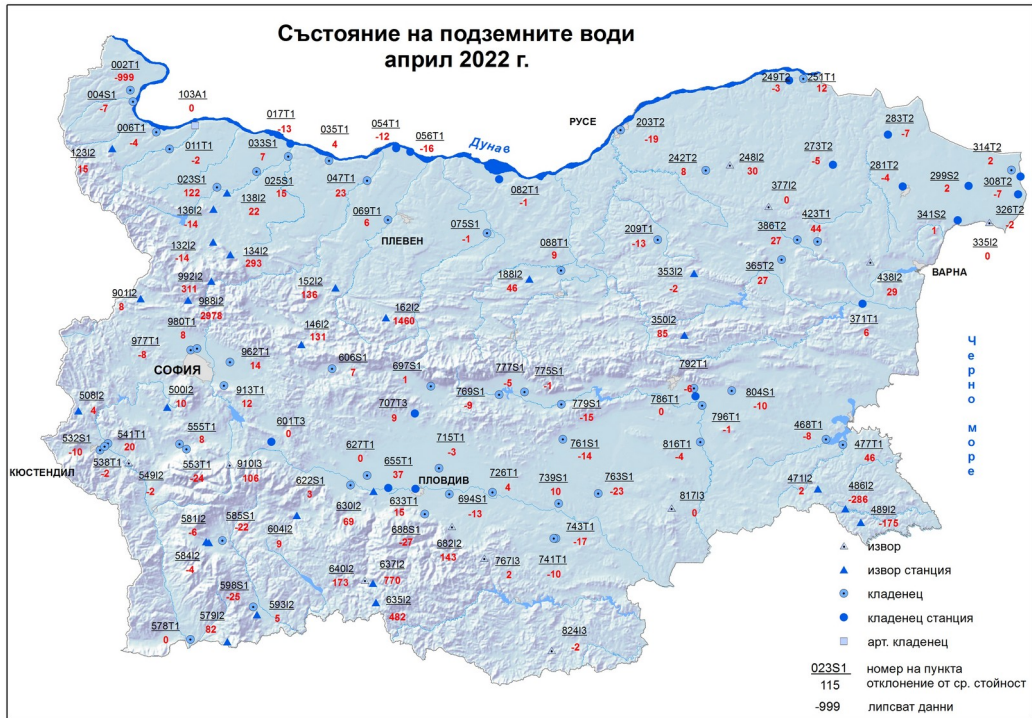 Състояние на подземните води
април 2022 г.
002T1
-999
004S1
-7
103A1
0
006T1
-4
011T1
-2
123I2
15
017T1
-13
033S1
7
035T1
4
054T1
-12
056T1
-16
Дунав
РУСЕ
203T2
-19
249T2
-3
251T1
12
283T2
-7
273T2
-5
281T2
-4
299S2
2
314T2
2
308T2
-7
326T2
-2
335I2
0
341S2
1
242T2
8
248I2
30
377I2
0
423T1
44
386T2
27
365T2
27
438I2
29
ВАРНА
023S1
122
025S1
15
138I2
22
136I2
-14
047T1
23
069T1
6
ПЛЕВЕН
082T1
-1
075S1
-1
088T1
9
209T1
-13
132I2
-14
134I2
293
992I2
311
901I2
8
988I2
2978
152I2
136
162I2
1460
188I2
46
353I2
-2
350I2
85
371T1
6
980T1
8
977T1
-8
СОФИЯ
962T1
14
146I2
131
606S1
7
697S1
1
777S1
-5
775S1
-1
769S1
-9
779S1
-15
792T1
-6
786T1
0
804S1
-10
796T1
-1
Черно море
508I2
4
500I2
10
913T1
12
707T3
9
601T3
0
532S1
-10
541T1
20
538T1
-2
КЮСТЕНДИЛ
549I2
-2
555T1
8
553T1
-24
910I3
106
627T1
0
655T1
37
715T1
-3
761S1
-14
816T1
-4
468T1
-8
477T1
46
622S1
3
630I2
69
633T1
15
ПЛОВДИВ
694S1
-13
726T1
4
739S1
10
763S1
-23
817I3
0
471I2
2
486I2
-286
489I2
-175
581I2
-6
585S1
-22
584I2
-4
604I2
9
688S1
-27
682I2
143
743T1
-17
741T1
-10
767I3
2
640I2
173
637I2
770
635I2
482
598S1
-25
593I2
5
579I2
82
578T1
0
824I3
-2
извор
извор станция
кладенец
кладенец станция
арт. кладенец
023S1 номер на пункта
115 отклонение от ср. стойност
-999 липсват данни